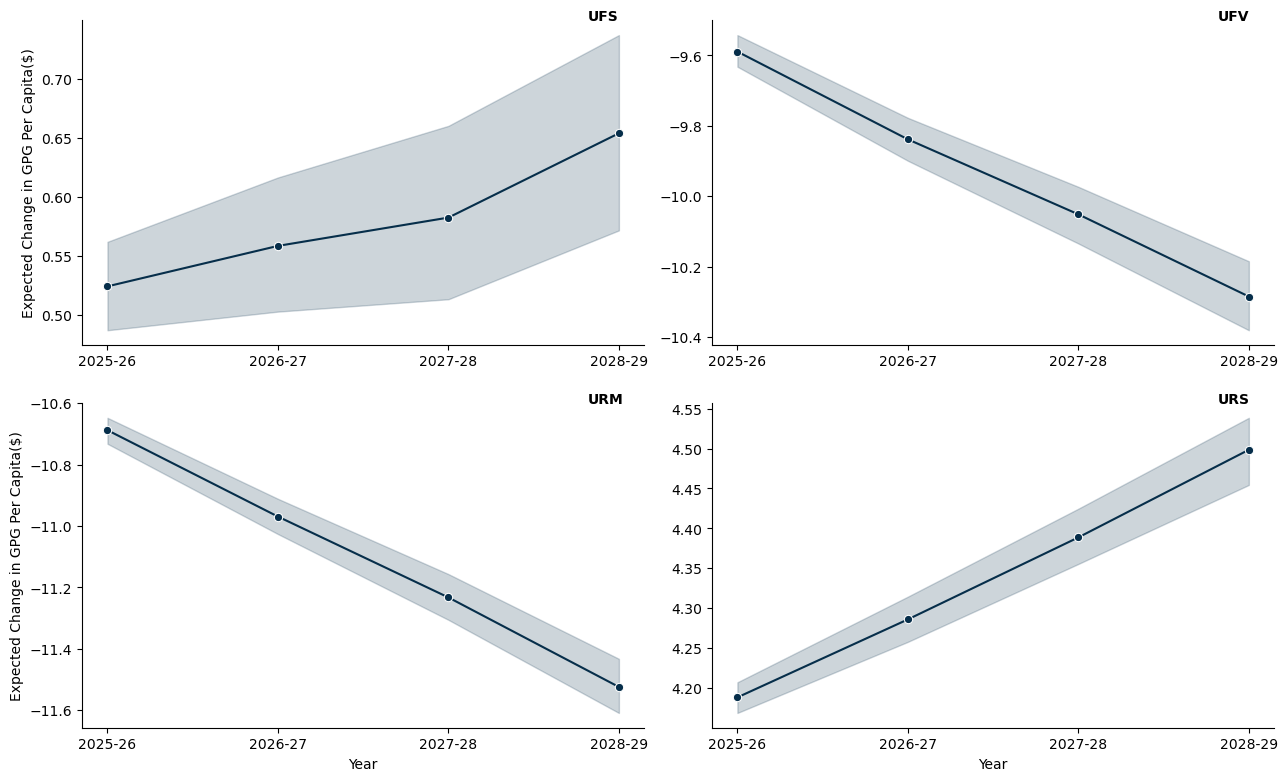 UFS
Expected Change in GPG Per Capita($)
0.70
0.65
0.60
0.55
0.50
2025-26 2026-27 2027-28 2028-29
UFV
−9.6
−9.8
−10.0
−10.2
−10.4
2025-26 2026-27 2027-28 2028-29
URM
Expected Change in GPG Per Capita($)
−10.6
−10.8
−11.0
−11.2
−11.4
−11.6
2025-26 2026-27 2027-28 2028-29
Year
URS
4.55
4.50
4.45
4.40
4.35
4.30
4.25
4.20
2025-26 2026-27 2027-28 2028-29
Year